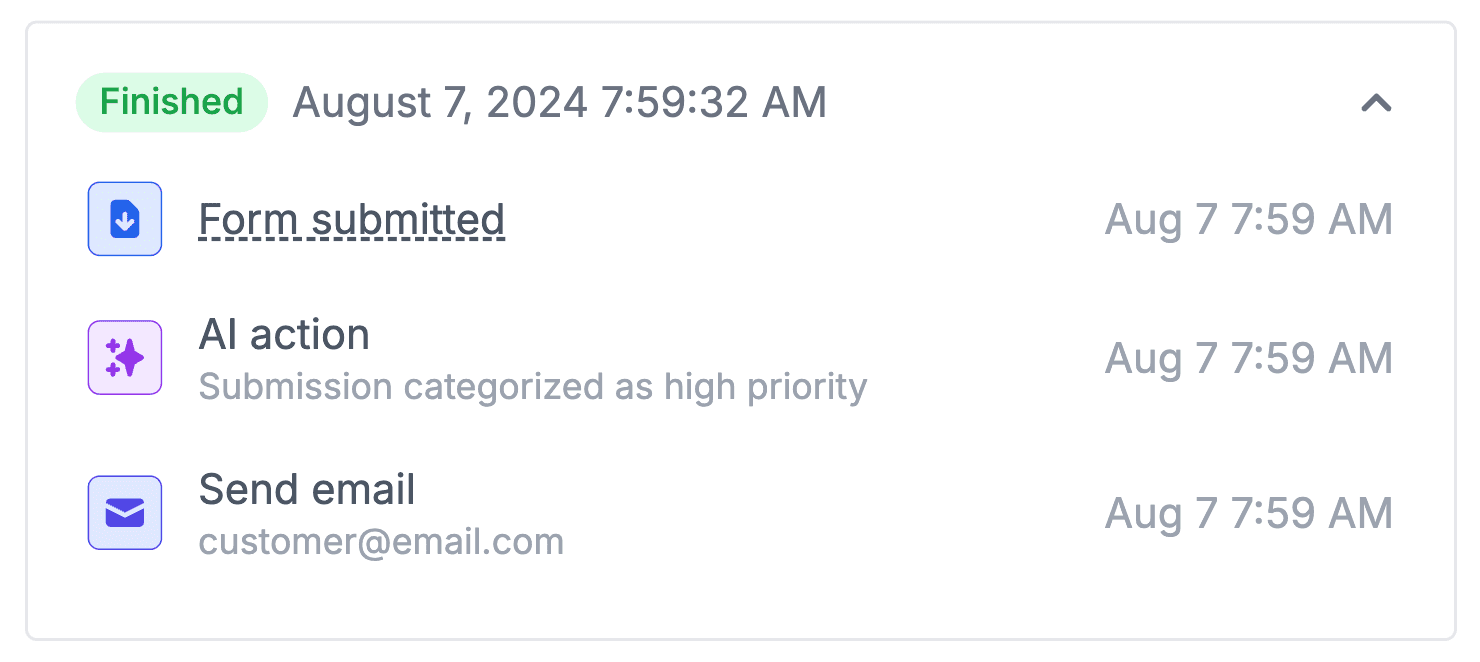 Finished August 7, 2024 7:59:32 AM
Form submitted Aug 7 7:59 AM
AI action
Aug 7 7:59 AM
Submission categorized as high priority
Send email
Aug 7 7:59 AM
customer@email.com